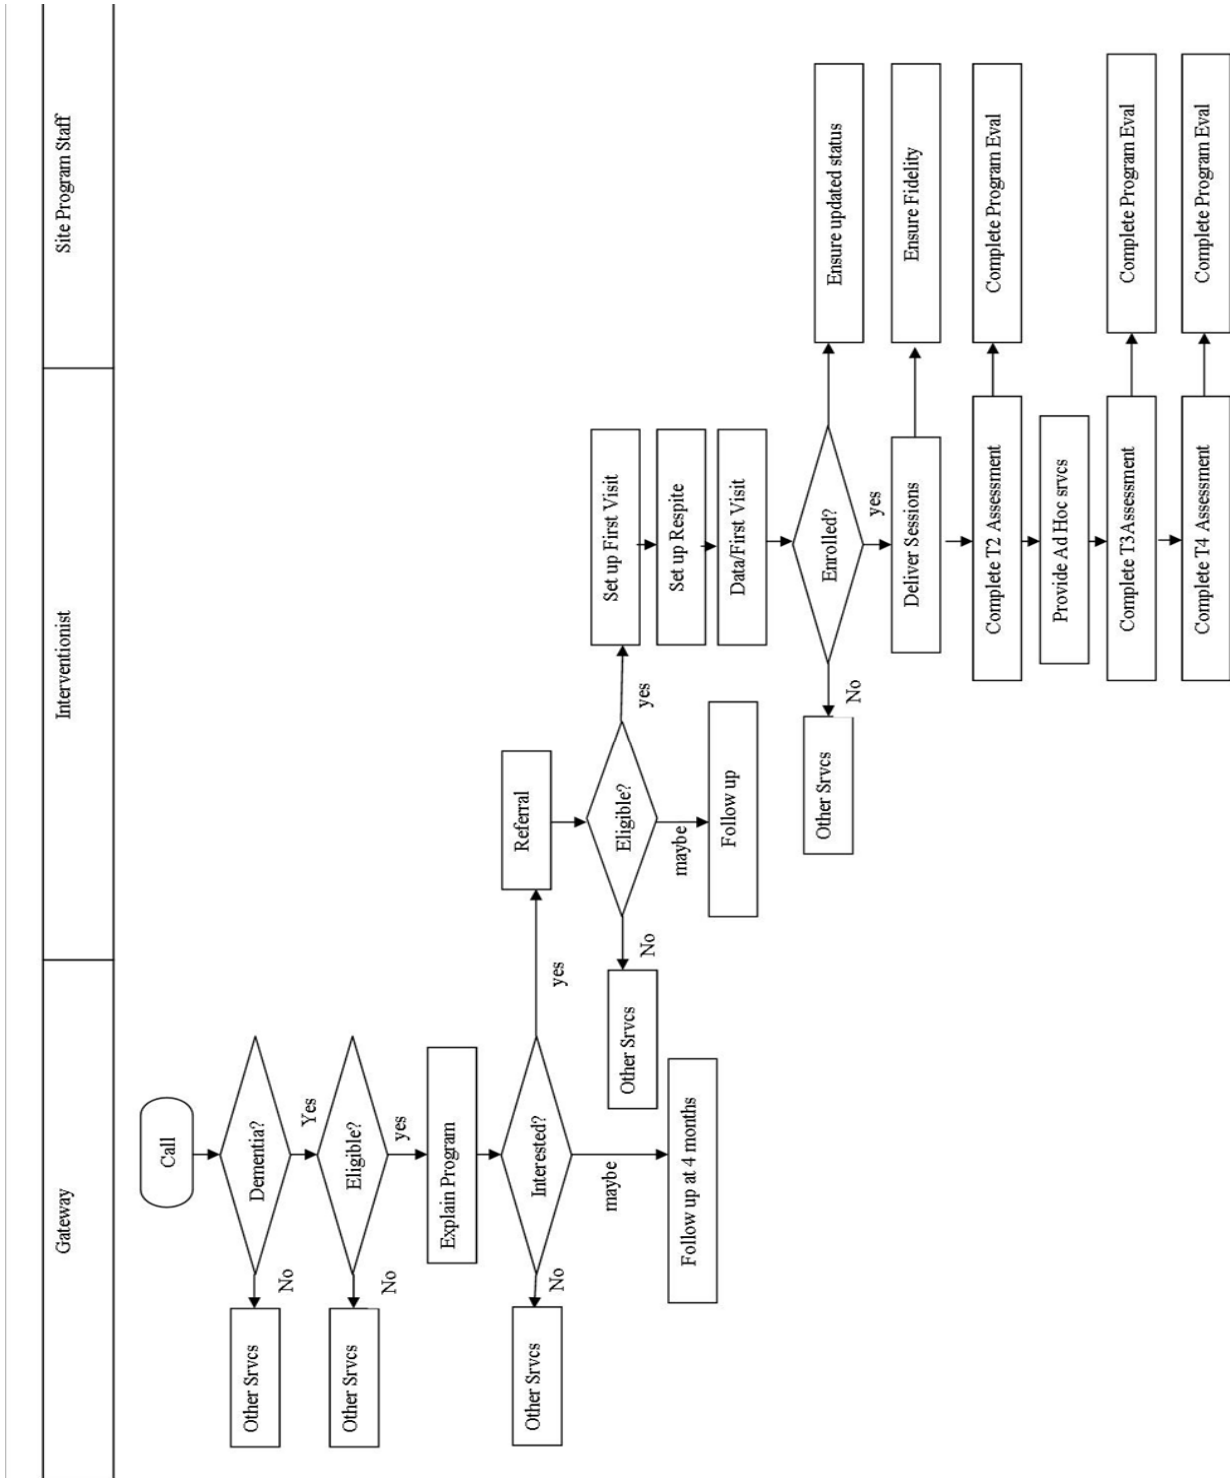 Gateway
Interventionist
Site Program Staff
Call
Dementia?
No
Other Srvcs
Yes
Eligible?
No
Other Srvcs
yes
Explain Program
Interested?
No
Other Srvcs
maybe
Follow up at 4 months
yes
Referral
Eligible?
No
Other Srvcs
maybe
Follow up
yes
Set up First Visit
Set up Respite
Data/First Visit
Enrolled?
No
Other Srvcs
Ensure updated status
yes
Deliver Sessions
Ensure Fidelity
Complete T2 Assessment
Complete Program Eval
Provide Ad Hoc srvcs
Complete T3Assessment
Complete Program Eval
Complete T4 Assessment
Complete Program Eval